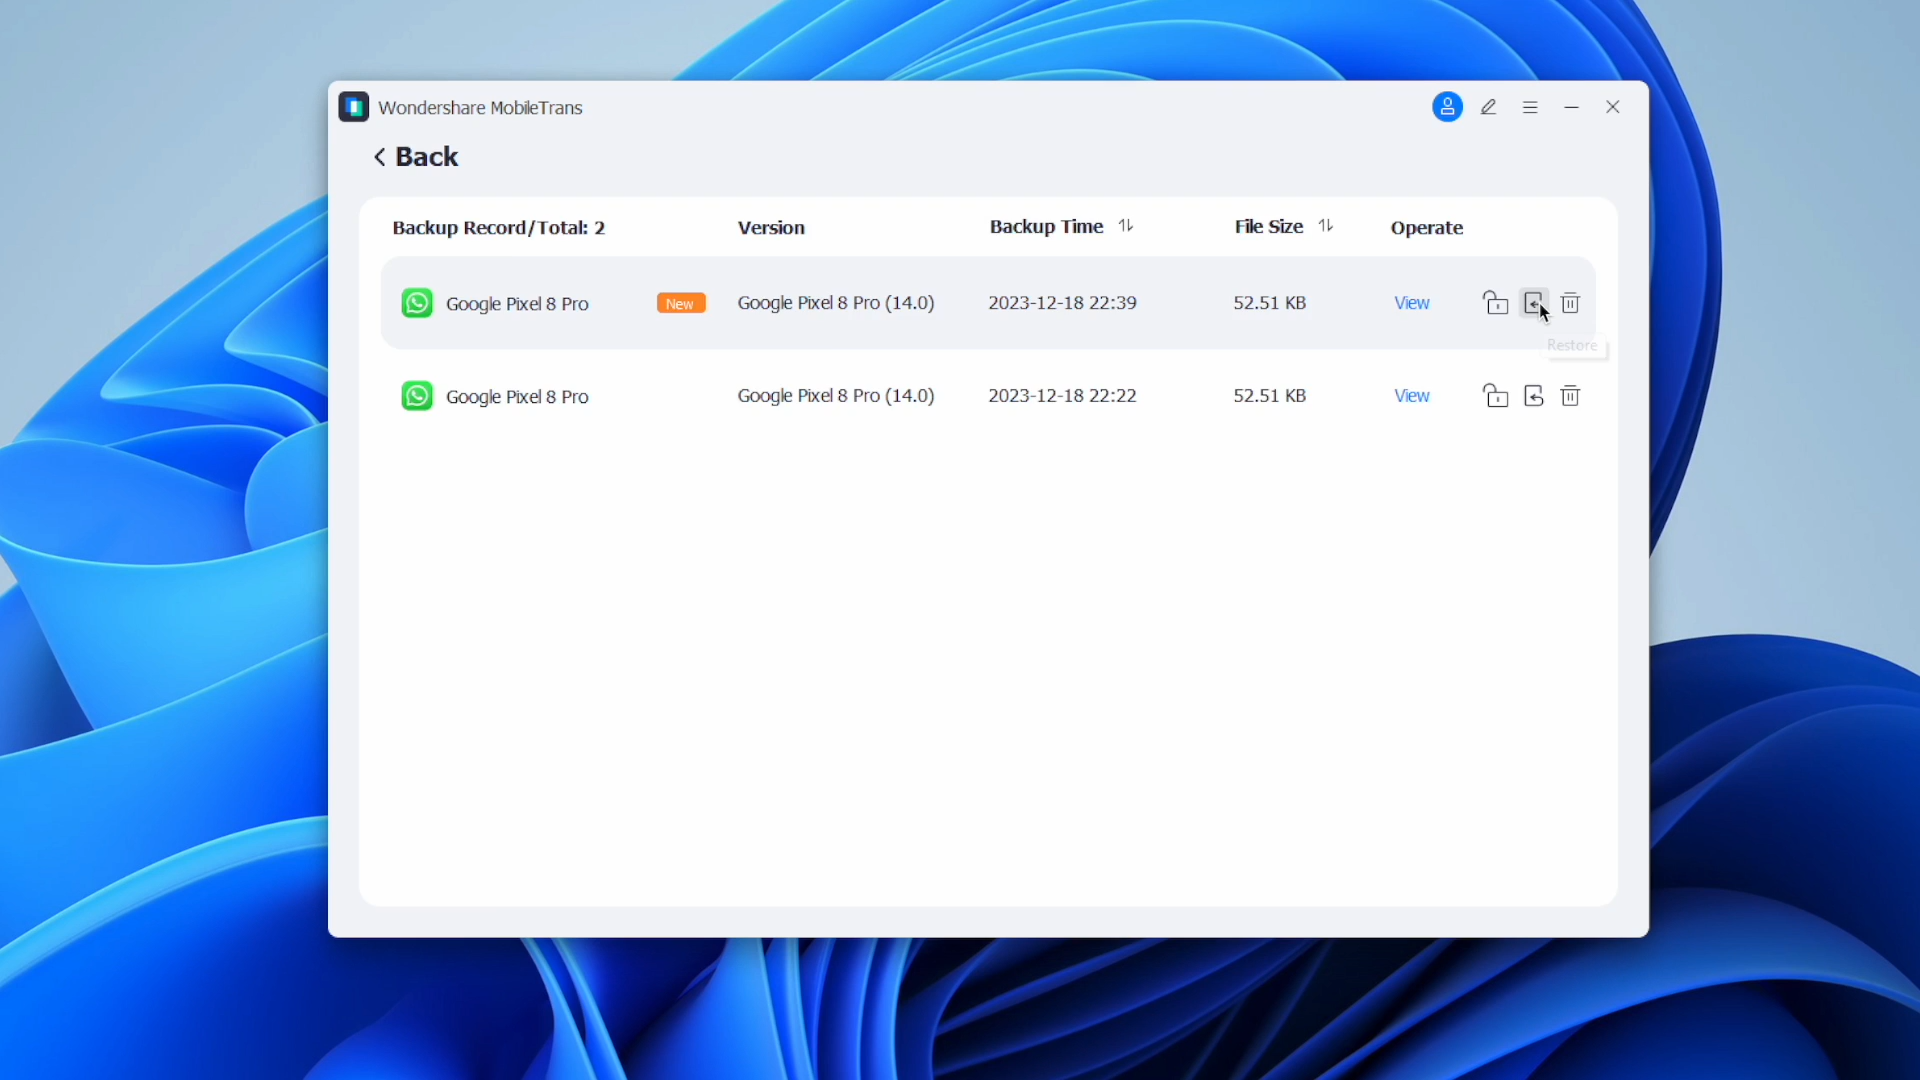 Wondershare MobileTrans
Back
Backup Record/Total: 2 Version Backup Time File Size Operate
Google Pixel 8 Pro New Google Pixel 8 Pro (14.0) 2023-12-18 22:39 52.51 KB View
Restore
Google Pixel 8 Pro Google Pixel 8 Pro (14.0) 2023-12-18 22:22 52.51 KB View